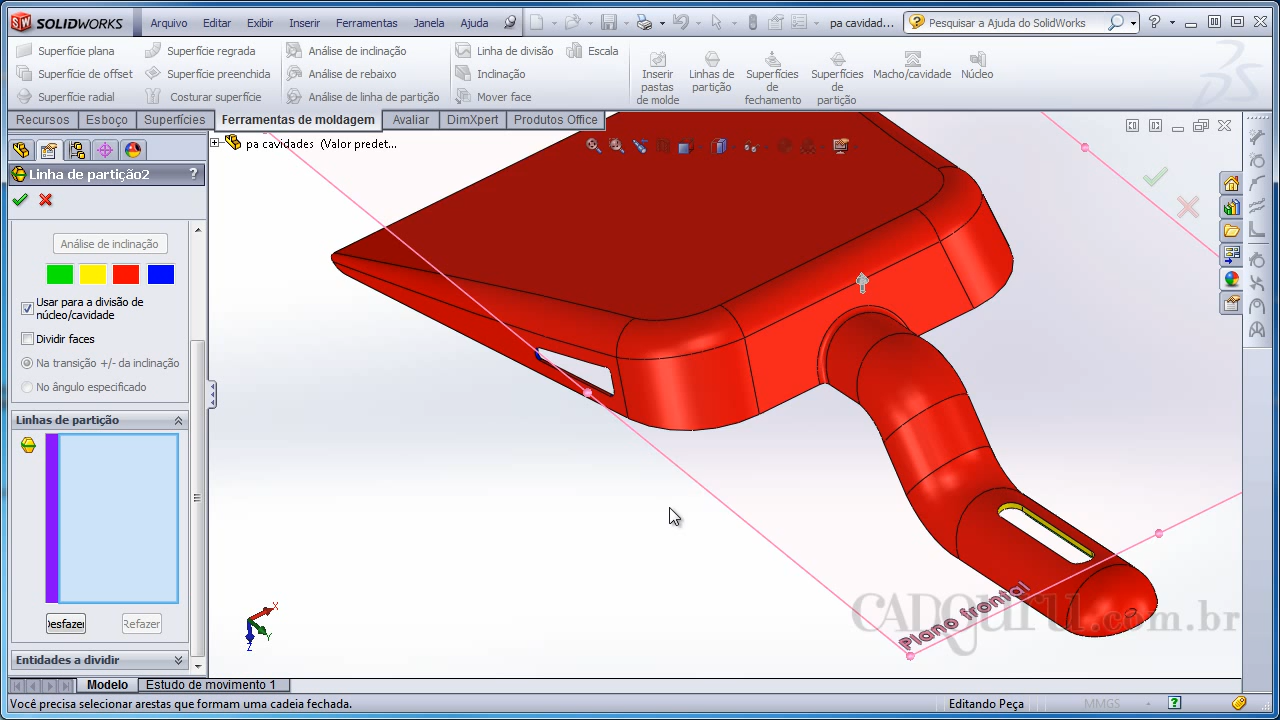 SOLIDWORKS Arquivo Editar Exibir Inserir Ferramentas Janela Ajuda pa cavidad... Pesquisar a Ajuda do SolidWorks ?
Superfície plana Superfície regrada Análise de inclinação Linha de divisão Escala
Superfície de offset Superfície preenchida Análise de rebaixo Inclinação
Superfície radial Costurar superfície Análise de linha de partição Mover face
Inserir pastas de molde
Linhas de partição
Superfícies de fechamento
Superfícies de partição
Macho/cavidade
Núcleo
Recursos Esboço Superfícies Ferramentas de moldagem Avaliar DimXpert Produtos Office
pa cavidades (Valor predet...
Linha de partição2 ?
Análise de inclinação
Usar para a divisão de
núcleo/cavidade
Dividir faces
Na transição +/- da inclinação
No ângulo especificado
Linhas de partição
Desfazer Refazer
Entidades a dividir
X
Y
Z
Plano frontal
CADGuru.com.br
Modelo Estudo de movimento 1
Você precisa selecionar arestas que formam uma cadeia fechada. Editando Peça MMGS ?